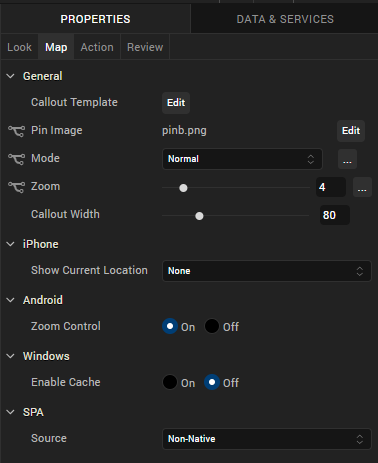 PROPERTIES DATA & SERVICES
Look Map Action Review
General
Callout Template Edit
Pin Image pinb.png Edit
Mode Normal ...
Zoom 4 ...
Callout Width 80
iPhone
Show Current Location None
Android
Zoom Control On Off
Windows
Enable Cache On Off
SPA
Source Non-Native